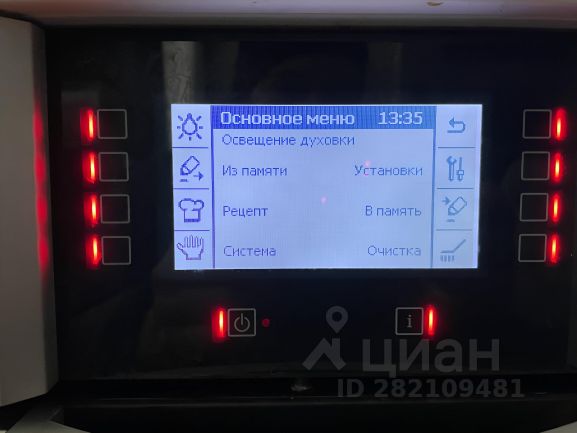 Основное меню 13:35
Освещение духовки
Из памяти Установки
Рецепт В память
Система Очистка
i
циан
ID 282109481